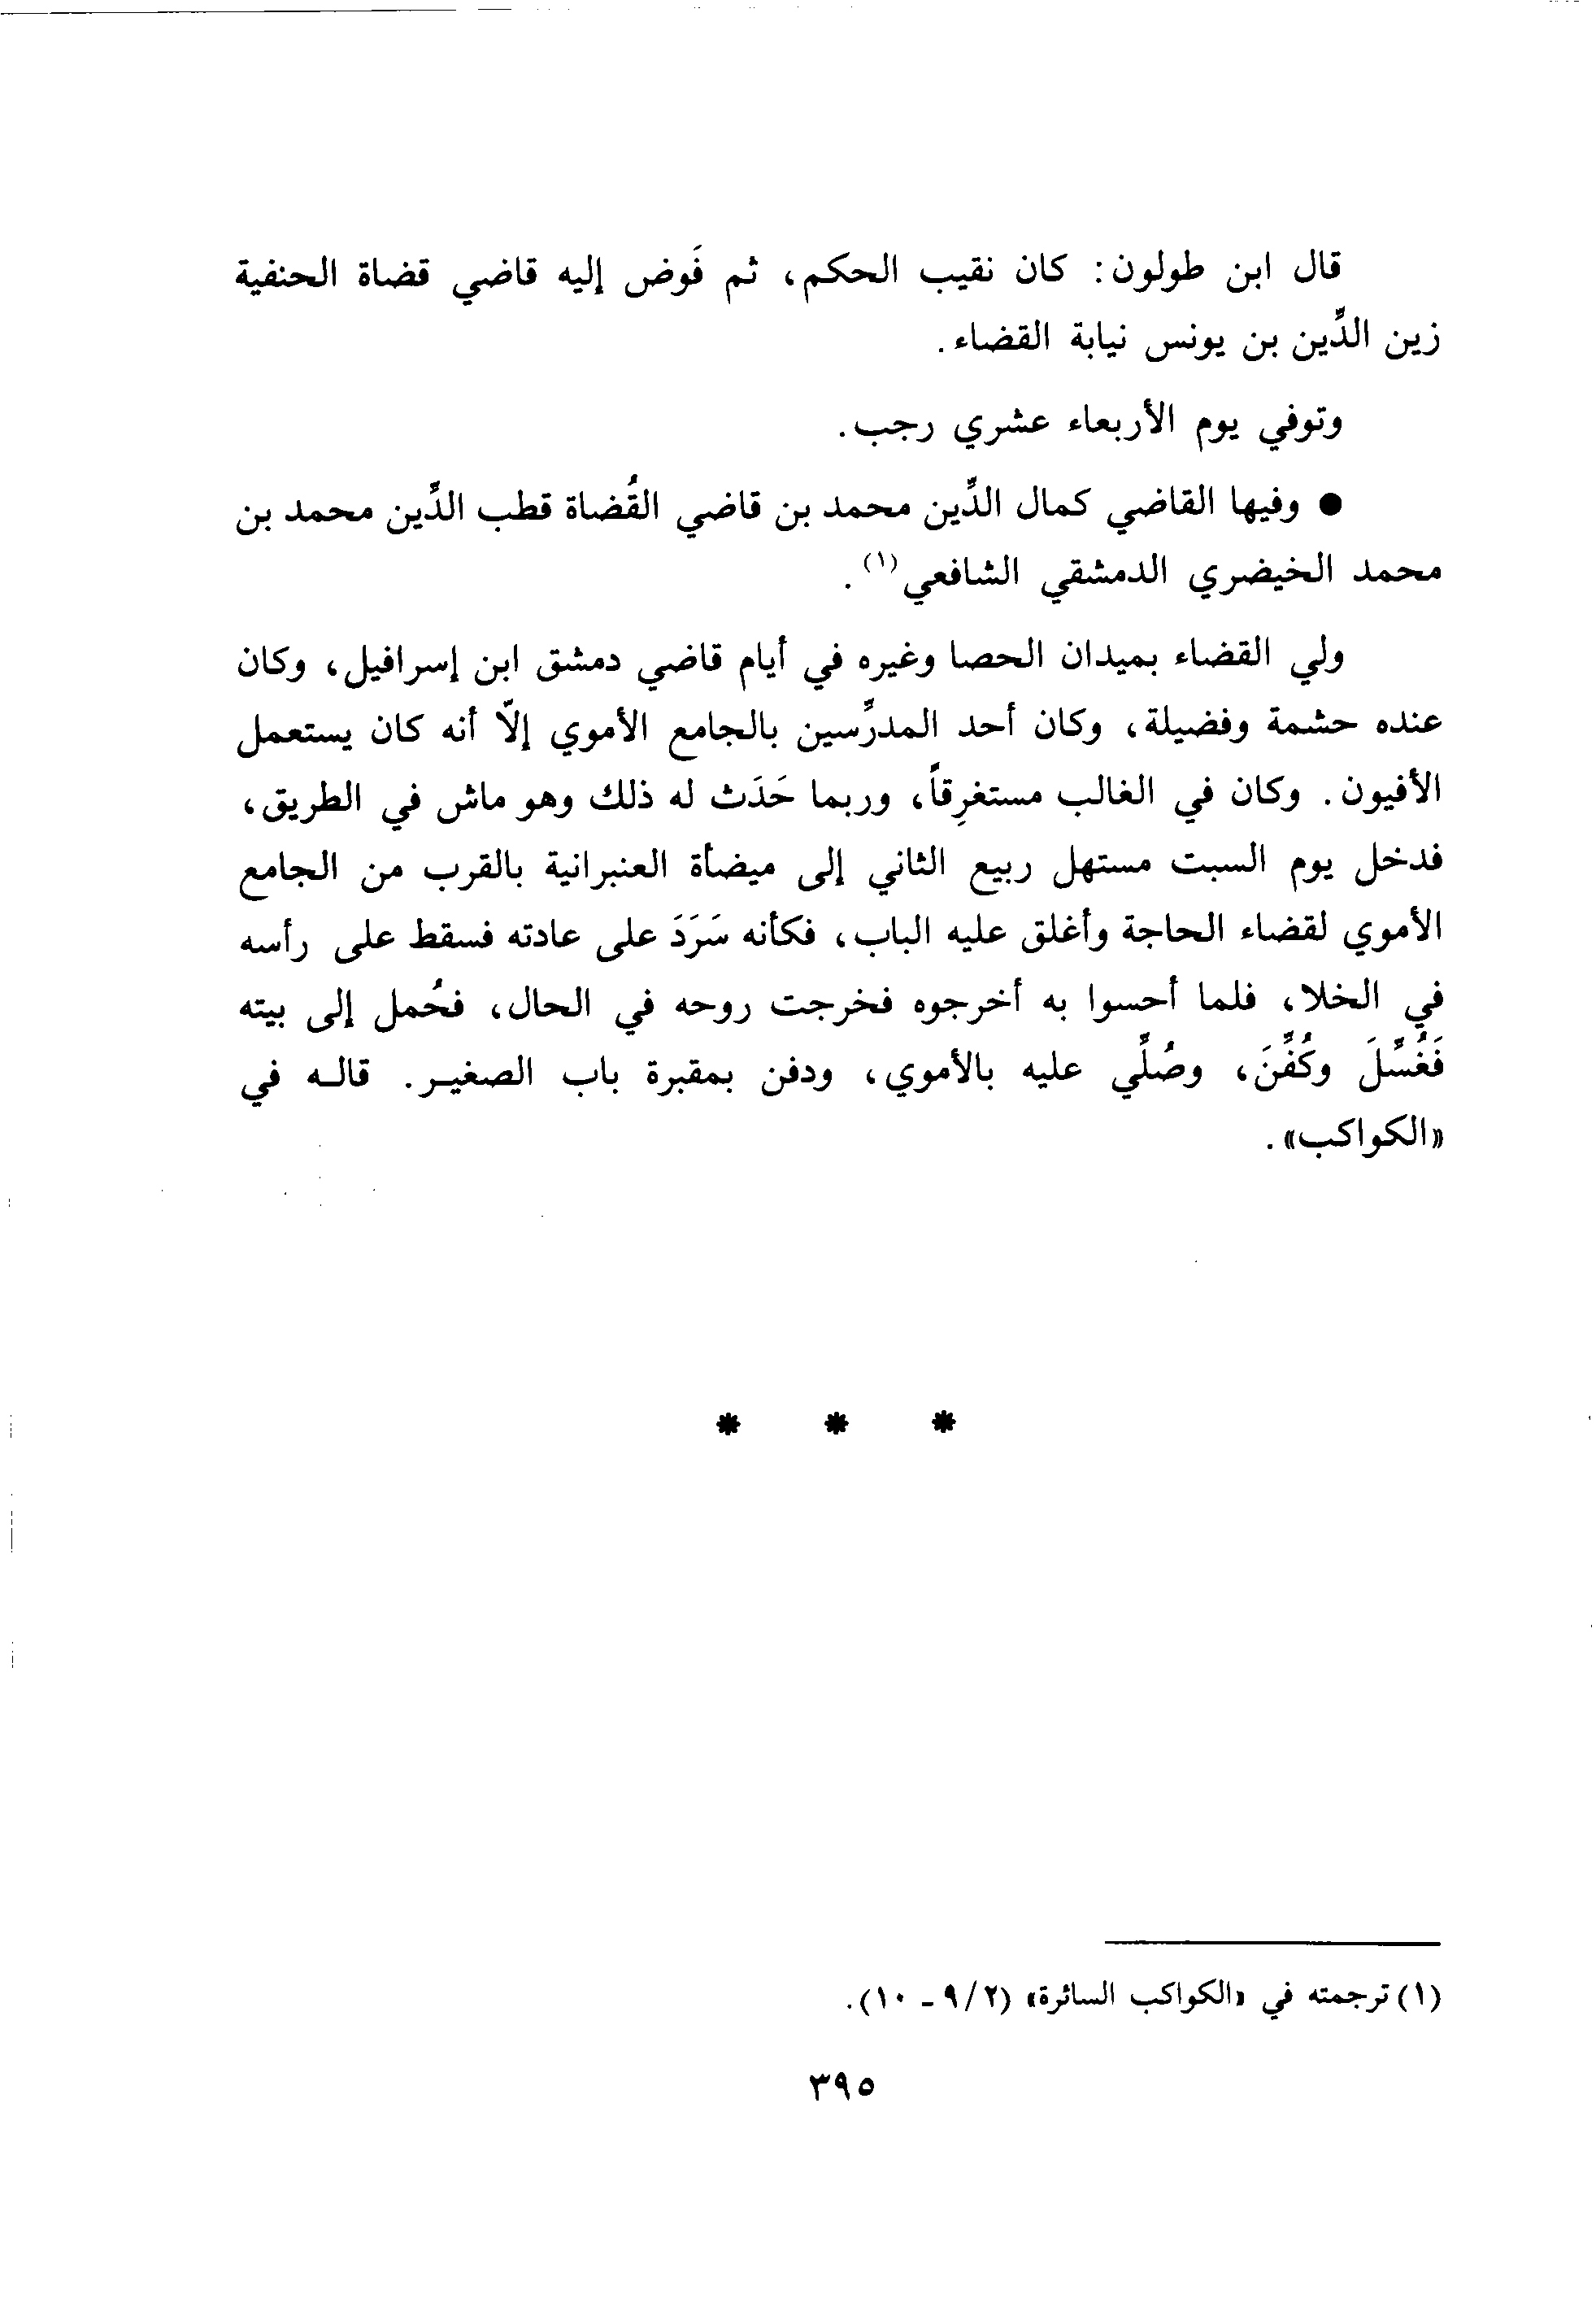 قال ابن طولون: كان نقيب الحكم، ثم فَوض إليه قاضي قضاة الحنفية
زين الدِّين بن يونس نيابة القضاء.
وتوفي يوم الأربعاء عشري رجب.
● وفيها القاضي كمال الدِّين محمد بن قاضي القُضاة قطب الدِّين محمد بن
محمد الخيضري الدمشقي الشافعي(١).
ولي القضاء بميدان الحصا وغيره في أيام قاضي دمشق ابن إسرافيل، وكان
عنده حشمة وفضيلة، وكان أحد المدرِّسين بالجامع الأموي إلّا أنه كان يستعمل
الأفيون. وكان في الغالب مستغرِقاً، وربما حَدَث له ذلك وهو ماش في الطريق،
فدخل يوم السبت مستهل ربيع الثاني إلى ميضأة العنبرانية بالقرب من الجامع
الأموي لقضاء الحاجة وأغلق عليه الباب، فكأنه سَرَدَ على عادته فسقط على رأسه
في الخلا، فلما أحسوا به أخرجوه فخرجت روحه في الحال، فحُمل إلى بيته
فَغُسِّلَ وكُفِّنَ، وصُلِّي عليه بالأموي، ودفن بمقبرة باب الصغيـر. قالـه في
«الكواكب».
* * *
(١) ترجمته في «الكواكب السائرة» (٢/ ٩ - ١٠).
٣٩٥